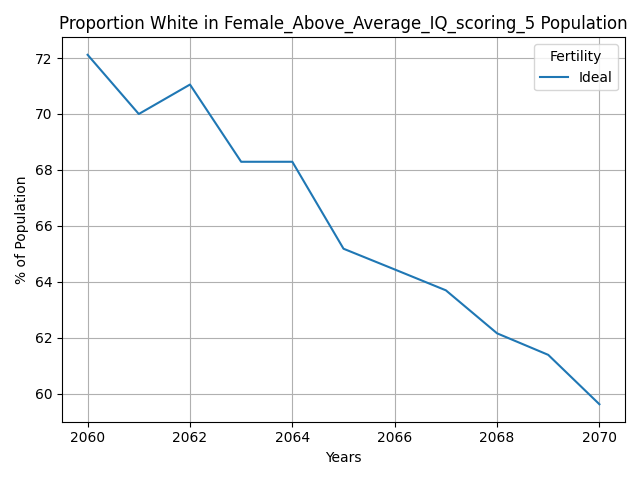 Proportion White in Female_Above_Average_IQ_scoring_5 Population
Fertility
Ideal
72
70
68
66
64
62
60
% of Population
2060
2062
2064
2066
2068
2070
Years